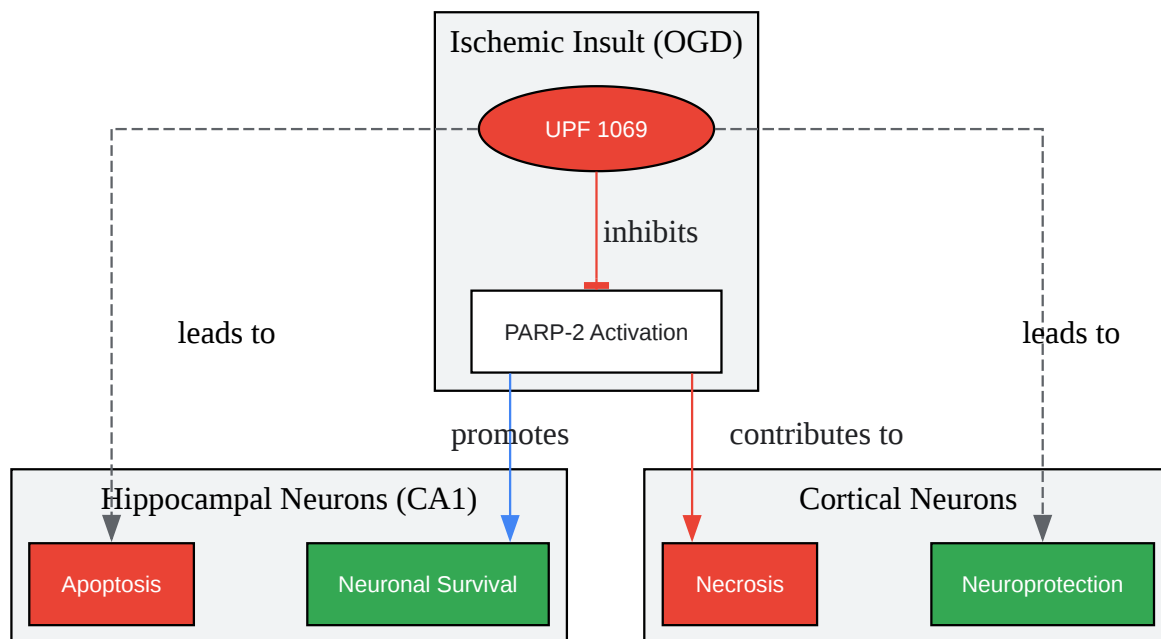 Ischemic Insult (OGD)
UPF 1069
inhibits
leads to
PARP-2 Activation
leads to
promotes
contributes to
Hippocampal Neurons (CA1)
Cortical Neurons
Apoptosis
Neuronal Survival
Necrosis
Neuroprotection